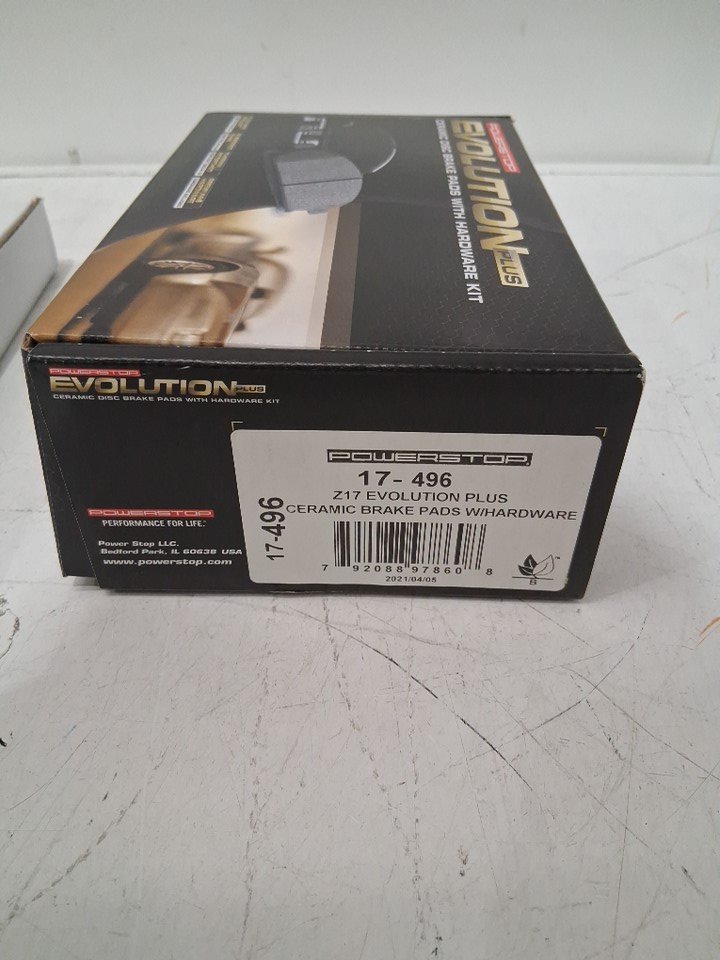 POWERSTOP
EVOLUTION PLUS
CERAMIC DISC BRAKE PADS WITH HARDWARE KIT
POWERSTOP
EVOLUTION PLUS
CERAMIC DISC BRAKE PADS WITH HARDWARE KIT
POWERSTOP
PERFORMANCE FOR LIFE.
Power Stop LLC.
Bedford Park, IL 60638 USA
www.powerstop.com
POWERSTOP
17- 496
Z17 EVOLUTION PLUS
CERAMIC BRAKE PADS W/HARDWARE
17-496
7 92088 97860 8
2021/04/05
B
TM